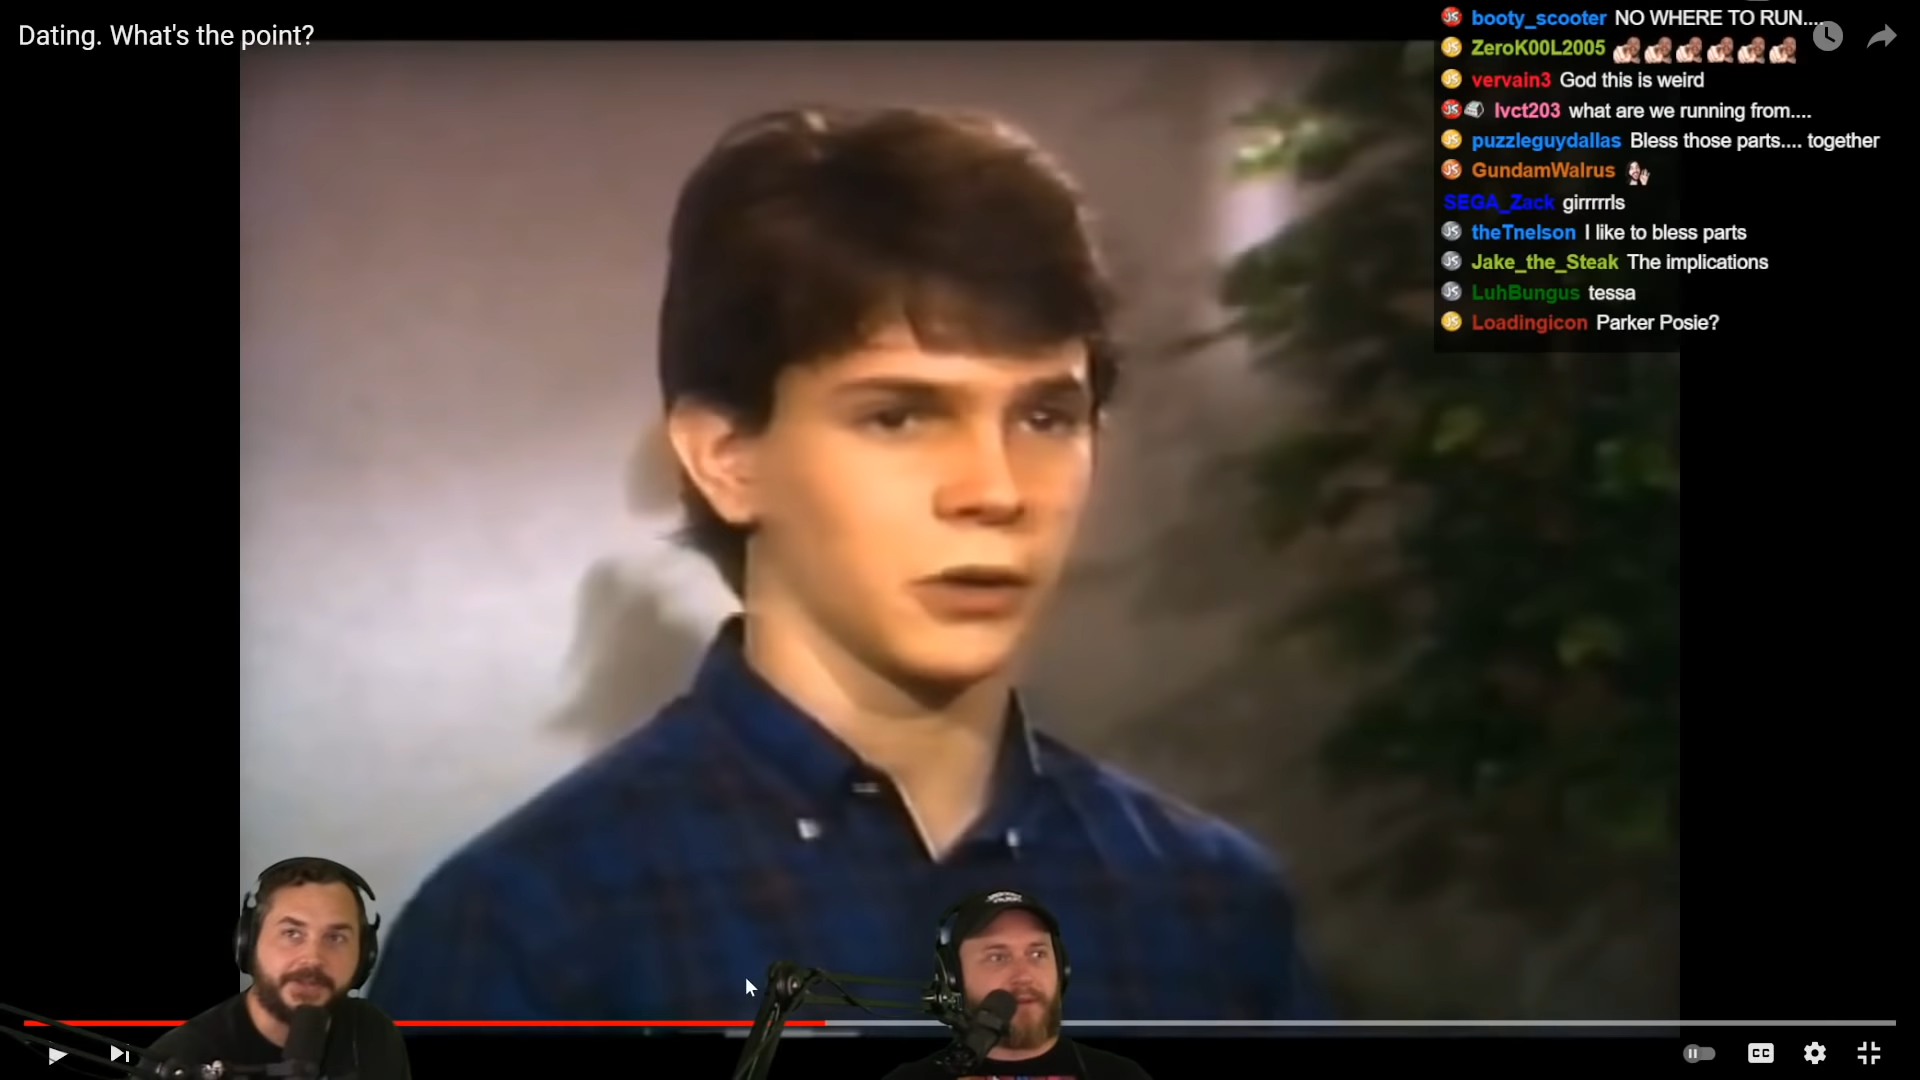 Dating. What's the point?
booty_scooter NO WHERE TO RUN....
ZeroK00L2005
vervain3 God this is weird
lvct203 what are we running from....
puzzleguydallas Bless those parts.... together
GundamWalrus
SEGA_Zack girrrrrls
theTnelson I like to bless parts
Jake_the_Steak The implications
LuhBungus tessa
Loadingicon Parker Posie?
CC